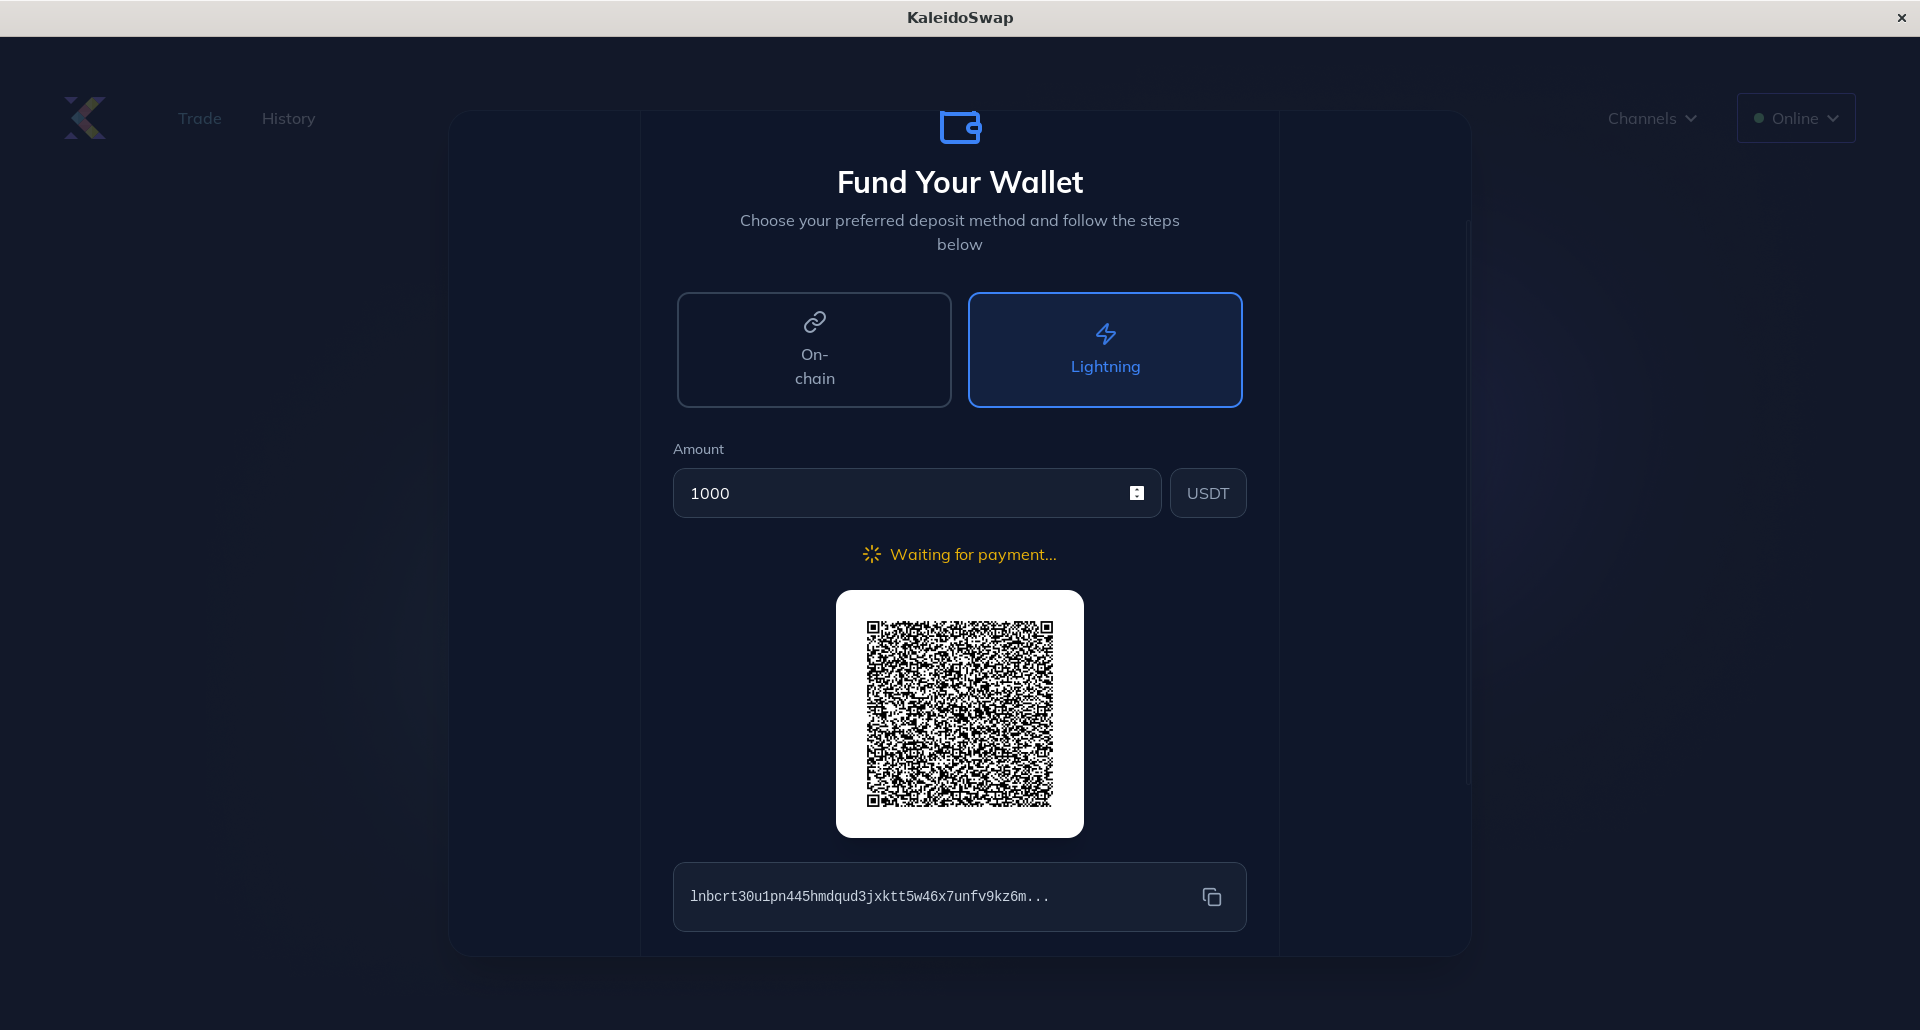 KaleidoSwap
Trade
History
Channels
Online
Fund Your Wallet
Choose your preferred deposit method and follow the steps
below
On-
chain
Lightning
Amount
1000
USDT
Waiting for payment...
lnbcrt30u1pn445hmdqud3jxktt5w46x7unfv9kz6m...